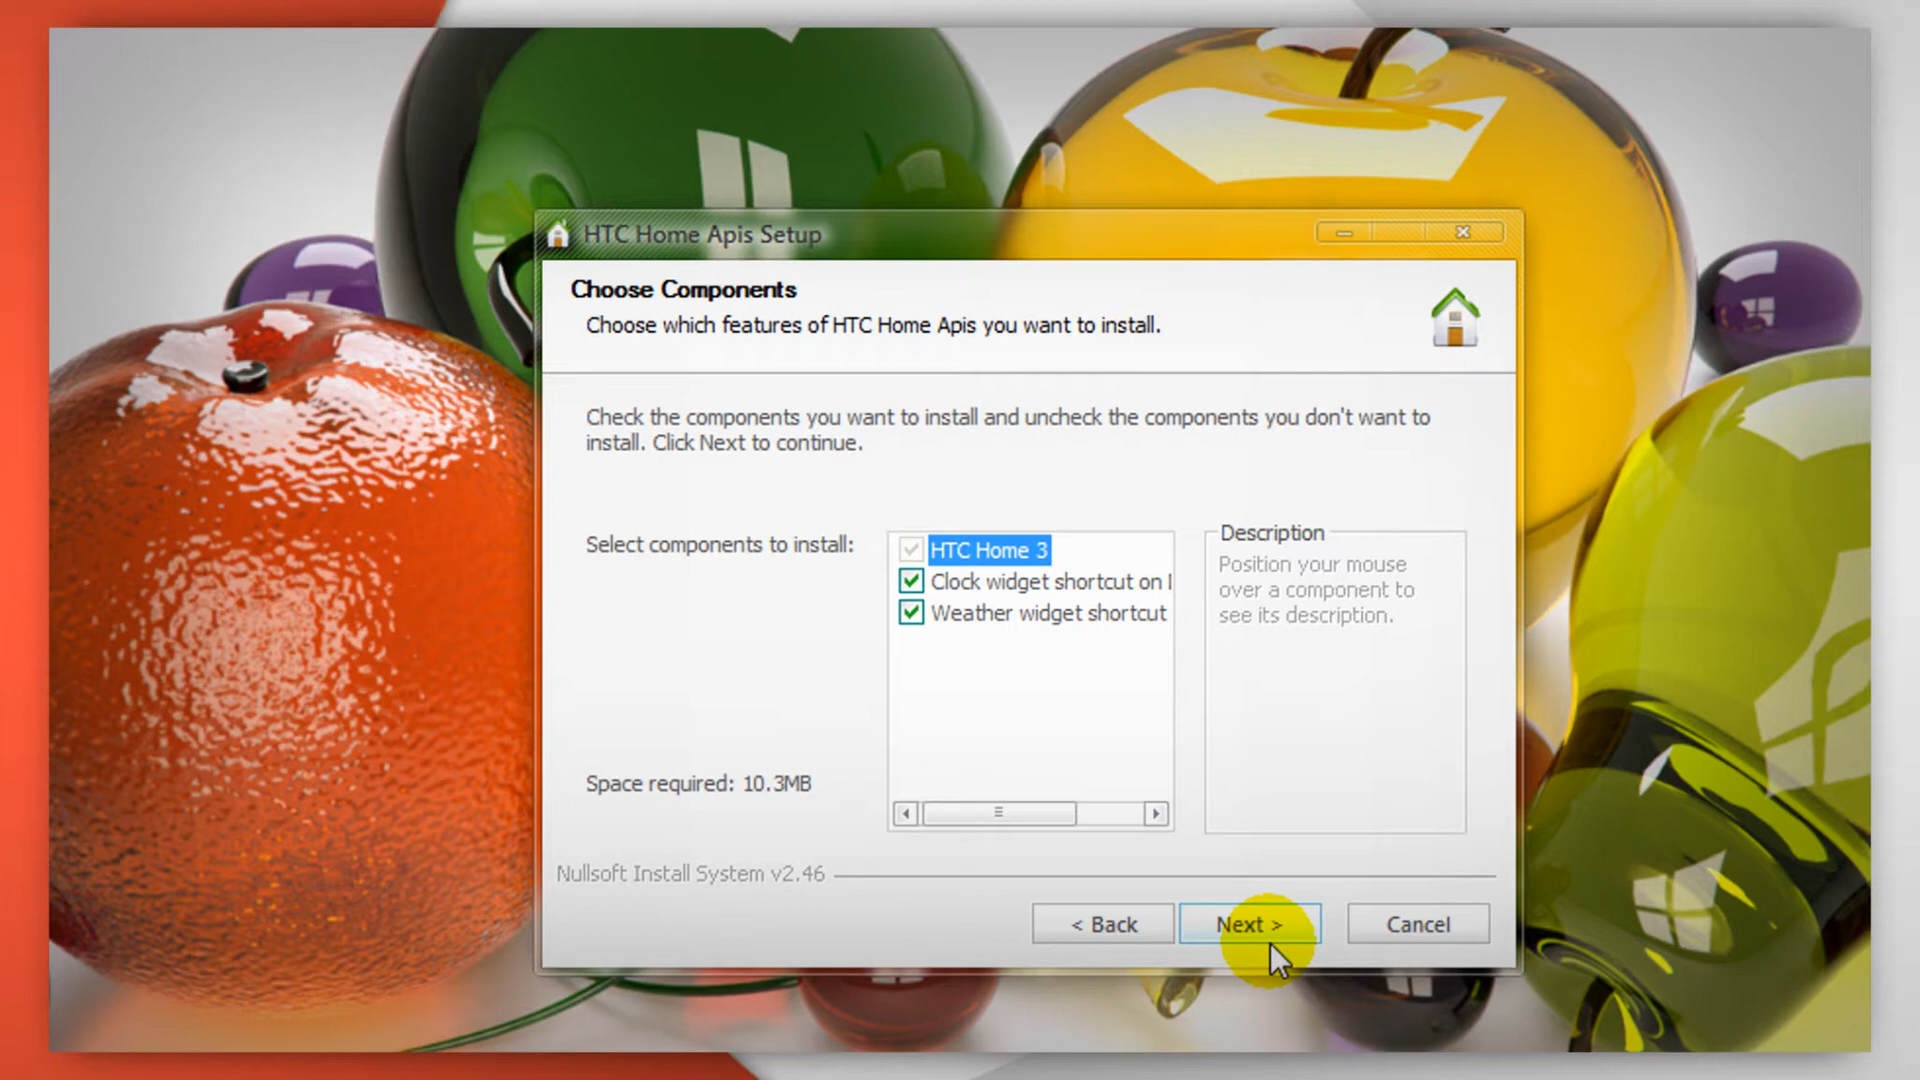 HTC Home Apis Setup
Choose Components
Choose which features of HTC Home Apis you want to install.
Check the components you want to install and uncheck the components you don't want to
install. Click Next to continue.
Select components to install:
HTC Home 3
Clock widget shortcut on
Weather widget shortcut
Description
Position your mouse
over a component to
see its description.
Space required: 10.3MB
Nullsoft Install System v2.46
< Back
Next >
Cancel